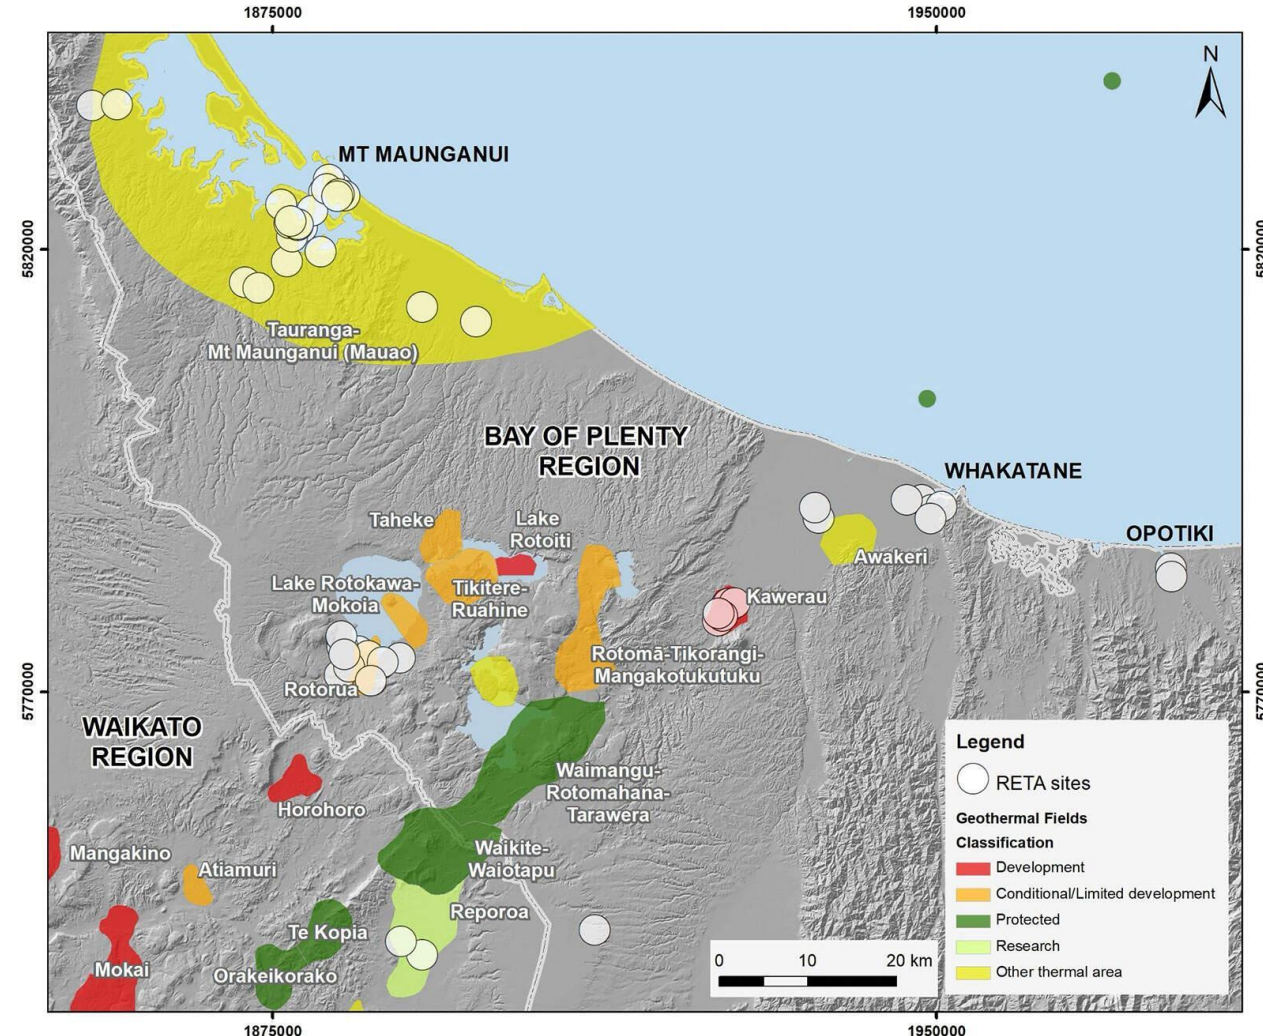 1875000
1950000
N
MT MAUNGANUI
5820000
5820000
Tauranga-
Mt Maunganui (Mauao)
BAY OF PLENTY
REGION
WHAKATANE
OPOTIKI
Taheke
Lake
Rotoiti
Awakeri
Lake Rotokawa-
Mokoia
Tikitere-
Ruahine
Kawerau
Rotomā-Tikorangi-
Mangakotukutuku
Rotorua
5770000
5770000
WAIKATO
REGION
Waimangu-
Rotomahana-
Tarawera
Horohoro
Mangakino
Atiamuri
Waikite-
Waiotapu
Reporoa
Te Kopia
Orakeikorako
Mokai
Legend
RETA sites
Geothermal Fields
Classification
Development
Conditional/Limited development
Protected
Research
Other thermal area
0 10 20 km
1875000
1950000